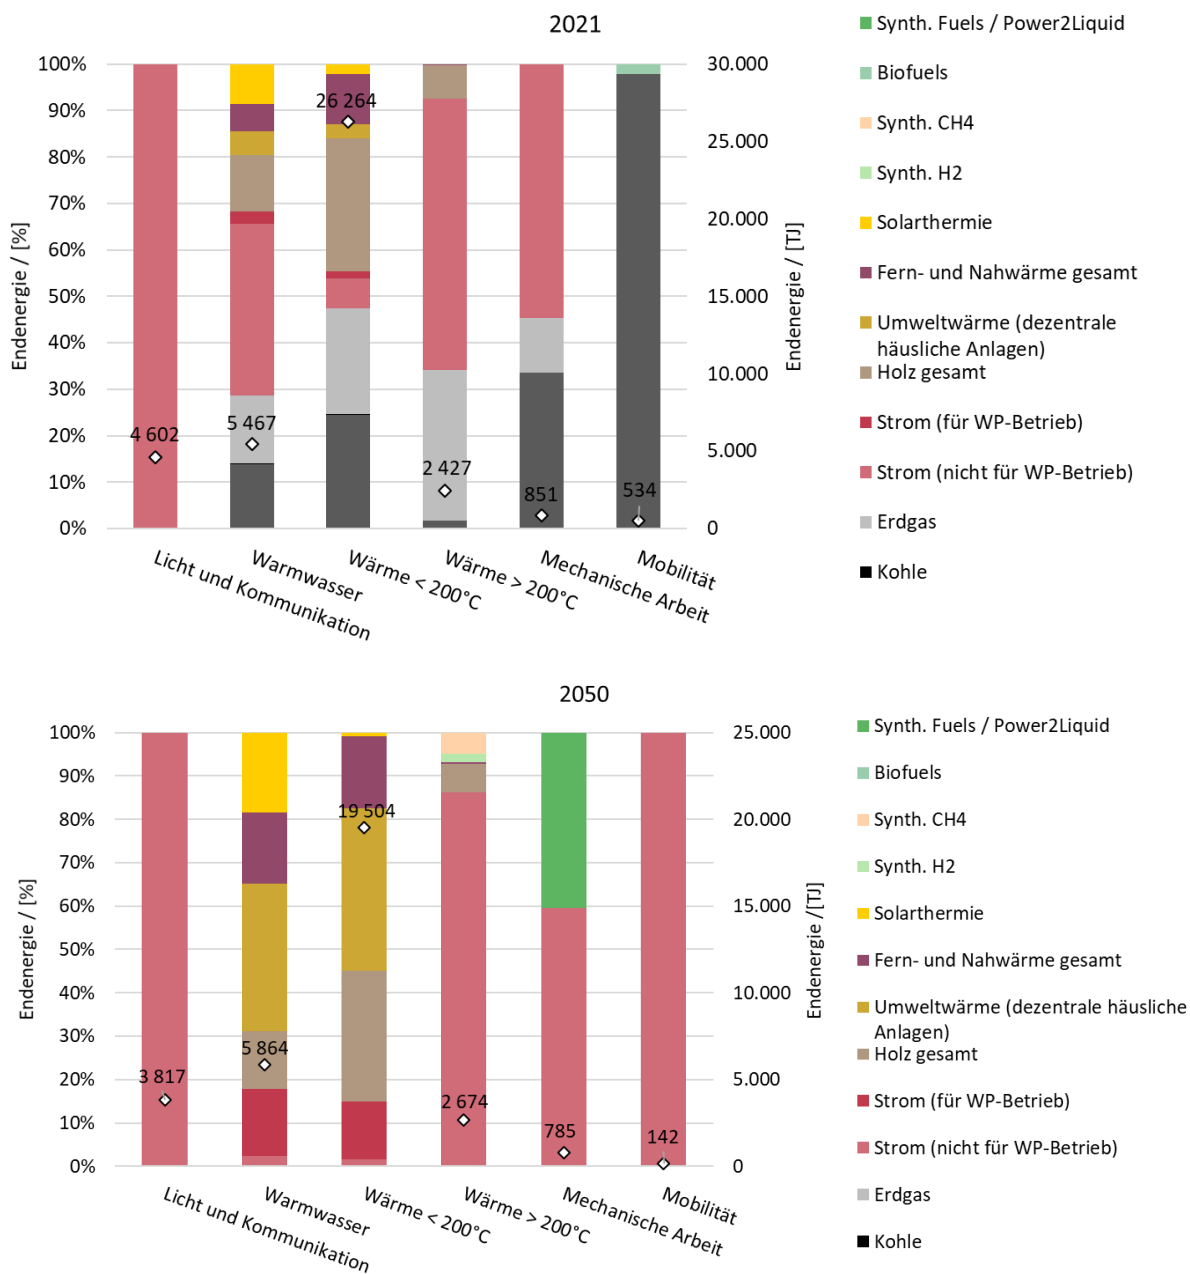 2021
100%
90%
80%
70%
60%
50%
40%
30%
20%
10%
0%
Endenergie / [%]
30.000
25.000
20.000
15.000
10.000
5.000
0
Endenergie / [TJ]
4 602
5 467
26 264
2 427
851
534
Licht und Kommunikation
Warmwasser
Wärme < 200°C
Wärme > 200°C
Mechanische Arbeit
Mobilität
Synth. Fuels / Power2Liquid
Biofuels
Synth. CH4
Synth. H2
Solarthermie
Fern- und Nahwärme gesamt
Umweltwärme (dezentrale
häusliche Anlagen)
Holz gesamt
Strom (für WP-Betrieb)
Strom (nicht für WP-Betrieb)
Erdgas
Kohle
2050
100%
90%
80%
70%
60%
50%
40%
30%
20%
10%
0%
Endenergie / [%]
25.000
20.000
15.000
10.000
5.000
0
Endenergie /[TJ]
3 817
5 864
19 504
2 674
785
142
Licht und Kommunikation
Warmwasser
Wärme < 200°C
Wärme > 200°C
Mechanische Arbeit
Mobilität
Synth. Fuels / Power2Liquid
Biofuels
Synth. CH4
Synth. H2
Solarthermie
Fern- und Nahwärme gesamt
Umweltwärme (dezentrale häusliche
Anlagen)
Holz gesamt
Strom (für WP-Betrieb)
Strom (nicht für WP-Betrieb)
Erdgas
Kohle